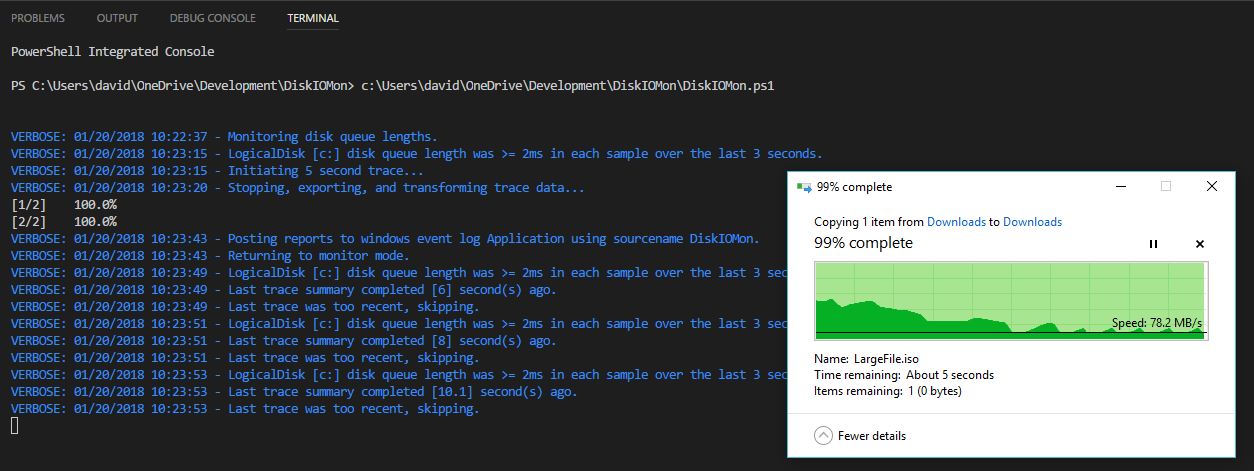 PROBLEMS OUTPUT DEBUG CONSOLE TERMINAL
PowerShell Integrated Console
PS C:\Users\david\OneDrive\Development\DiskIOMon> c:\Users\david\OneDrive\Development\DiskIOMon\DiskIOMon.ps1
VERBOSE: 01/20/2018 10:22:37 - Monitoring disk queue lengths.
VERBOSE: 01/20/2018 10:23:15 - LogicalDisk [c:] disk queue length was >= 2ms in each sample over the last 3 seconds.
VERBOSE: 01/20/2018 10:23:15 - Initiating 5 second trace...
VERBOSE: 01/20/2018 10:23:20 - Stopping, exporting, and transforming trace data...
[1/2] 100.0%
[2/2] 100.0%
VERBOSE: 01/20/2018 10:23:43 - Posting reports to windows event log Application using sourcename DiskIOMon.
VERBOSE: 01/20/2018 10:23:43 - Returning to monitor mode.
VERBOSE: 01/20/2018 10:23:49 - LogicalDisk [c:] disk queue length was >= 2ms in each sample over the last 3 sec
VERBOSE: 01/20/2018 10:23:49 - Last trace summary completed [6] second(s) ago.
VERBOSE: 01/20/2018 10:23:49 - Last trace was too recent, skipping.
VERBOSE: 01/20/2018 10:23:51 - LogicalDisk [c:] disk queue length was >= 2ms in each sample over the last 3 sec
VERBOSE: 01/20/2018 10:23:51 - Last trace summary completed [8] second(s) ago.
VERBOSE: 01/20/2018 10:23:51 - Last trace was too recent, skipping.
VERBOSE: 01/20/2018 10:23:53 - LogicalDisk [c:] disk queue length was >= 2ms in each sample over the last 3 sec
VERBOSE: 01/20/2018 10:23:53 - Last trace summary completed [10.1] second(s) ago.
VERBOSE: 01/20/2018 10:23:53 - Last trace was too recent, skipping.
99% complete
Copying 1 item from Downloads to Downloads
99% complete
Speed: 78.2 MB/s
Name: LargeFile.iso
Time remaining: About 5 seconds
Items remaining: 1 (0 bytes)
Fewer details